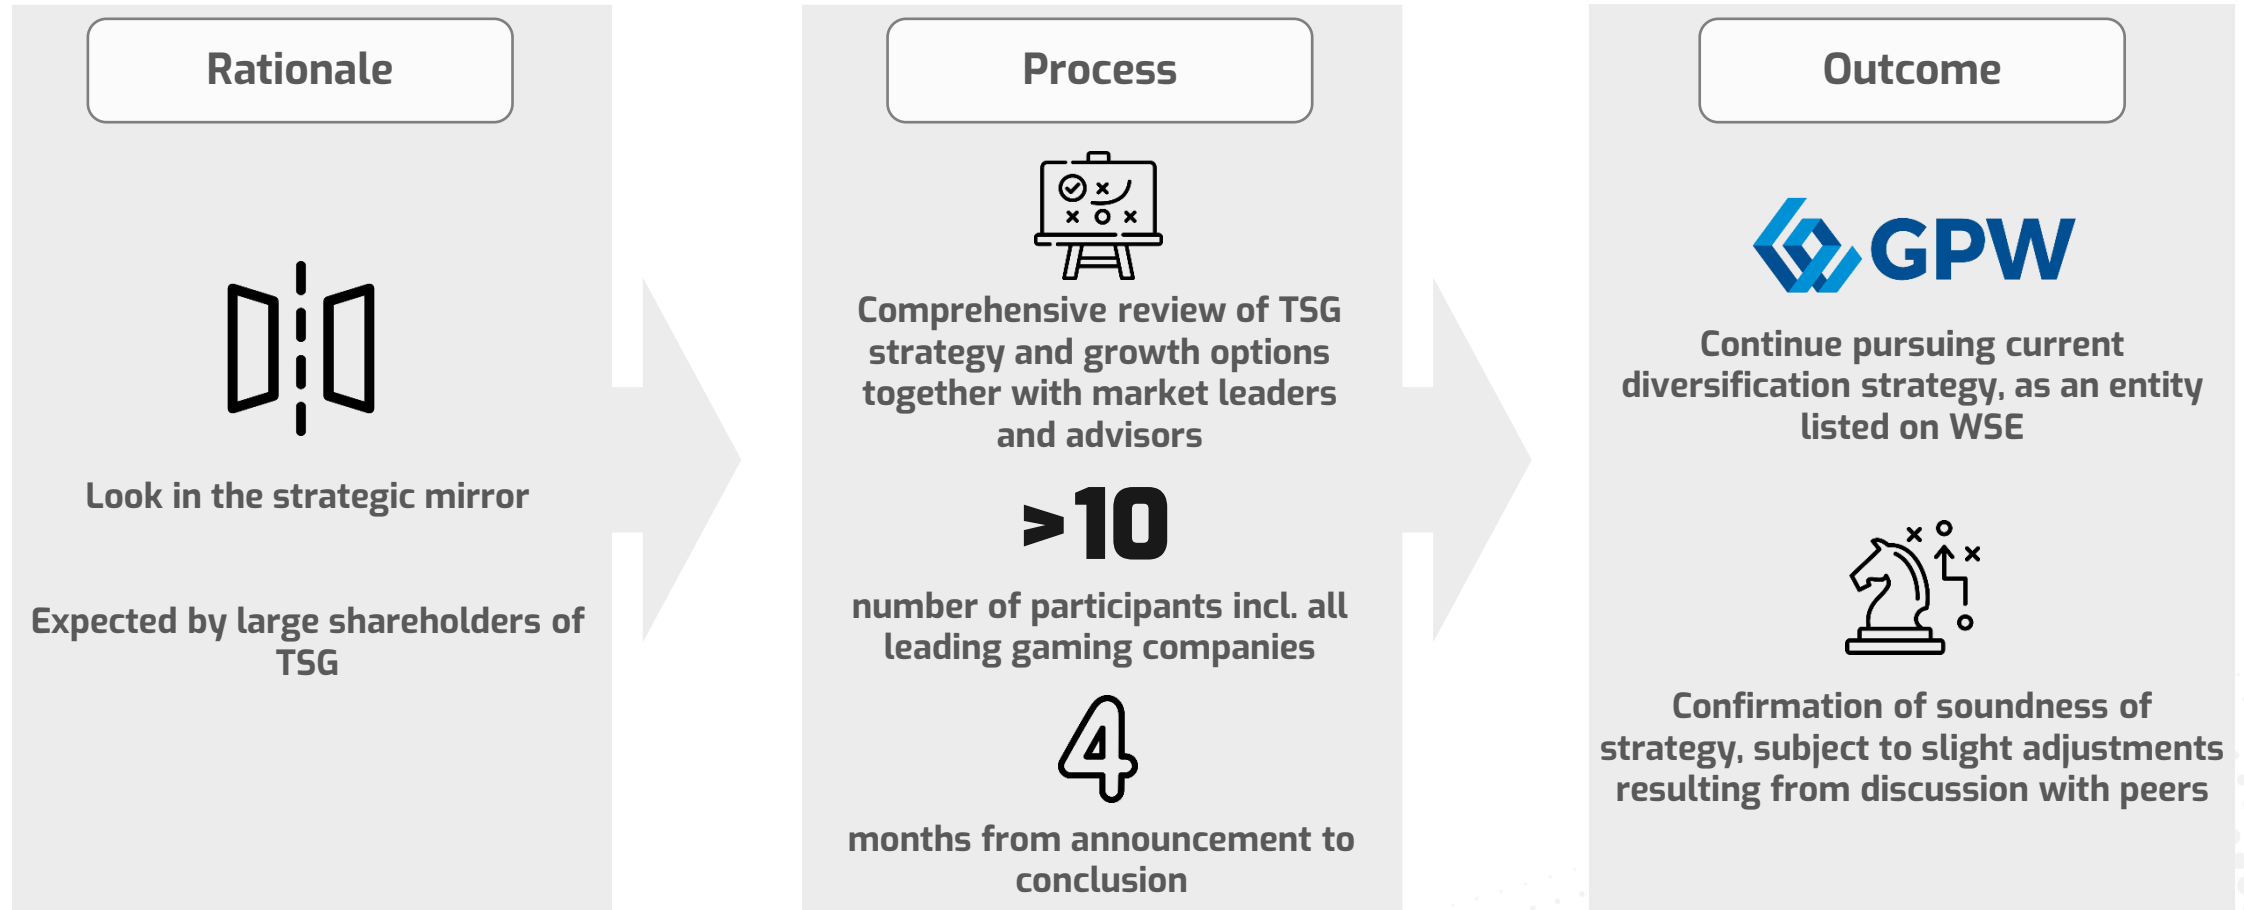 Rationale
Look in the strategic mirror
Expected by large shareholders of
TSG
Process
Comprehensive review of TSG
strategy and growth options
together with market leaders
and advisors
>10
number of participants incl. all
leading gaming companies
4
months from announcement to
conclusion
Outcome
GPW
Continue pursuing current
diversification strategy, as an entity
listed on WSE
Confirmation of soundness of
strategy, subject to slight adjustments
resulting from discussion with peers